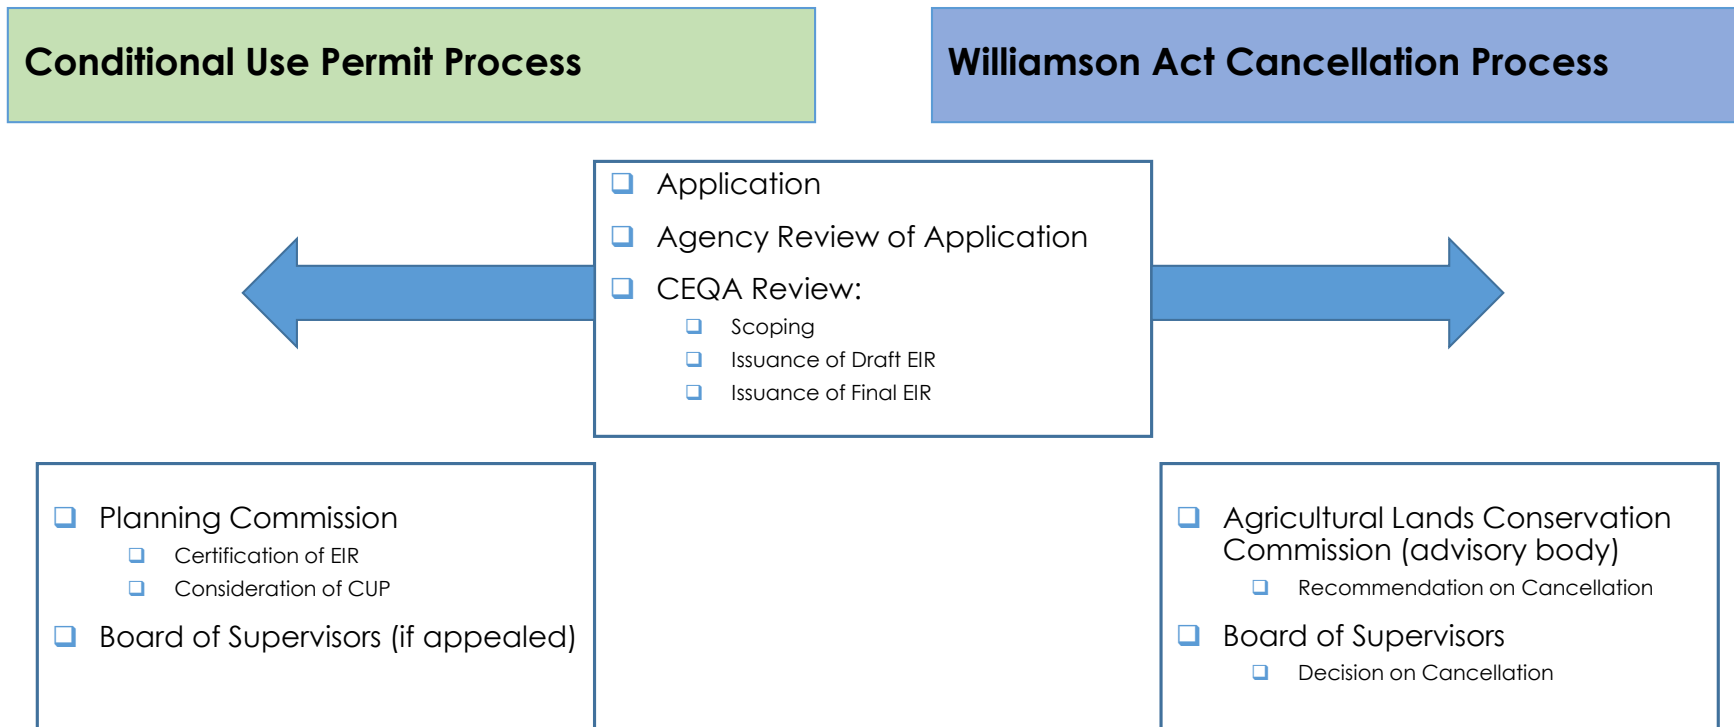 Conditional Use Permit Process
Williamson Act Cancellation Process
Application
Agency Review of Application
CEQA Review:
Scoping
Issuance of Draft EIR
Issuance of Final EIR
Planning Commission
Certification of EIR
Consideration of CUP
Board of Supervisors (if appealed)
Agricultural Lands Conservation
Commission (advisory body)
Recommendation on Cancellation
Board of Supervisors
Decision on Cancellation